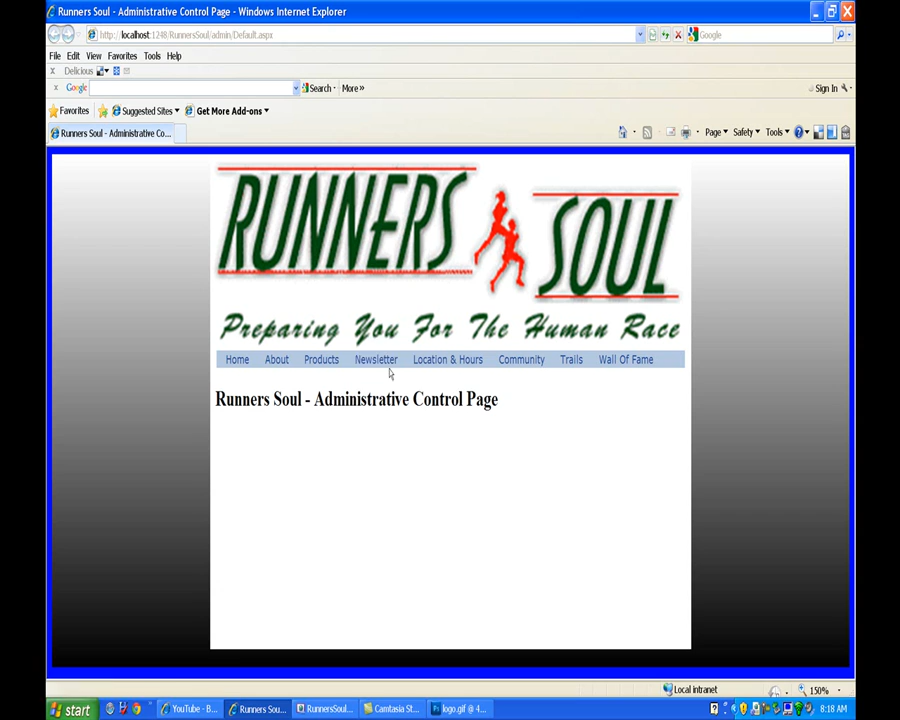 Runners Soul - Administrative Control Page - Windows Internet Explorer
http://localhost:1248/RunnersSoul/admin/Default.aspx
Google
File Edit View Favorites Tools Help
x Delicious
x Google Search More » Sign In
Favorites Suggested Sites Get More Add-ons
Runners Soul - Administrative Co... Page Safety Tools
RUNNERS SOUL
Preparing You For The Human Race
Home About Products Newsletter Location & Hours Community Trails Wall Of Fame
Runners Soul - Administrative Control Page
Local intranet 150%
start YouTube - B... Runners Sou... RunnersSoul... Camtasia St... logo.gif @ 4... 8:18 AM